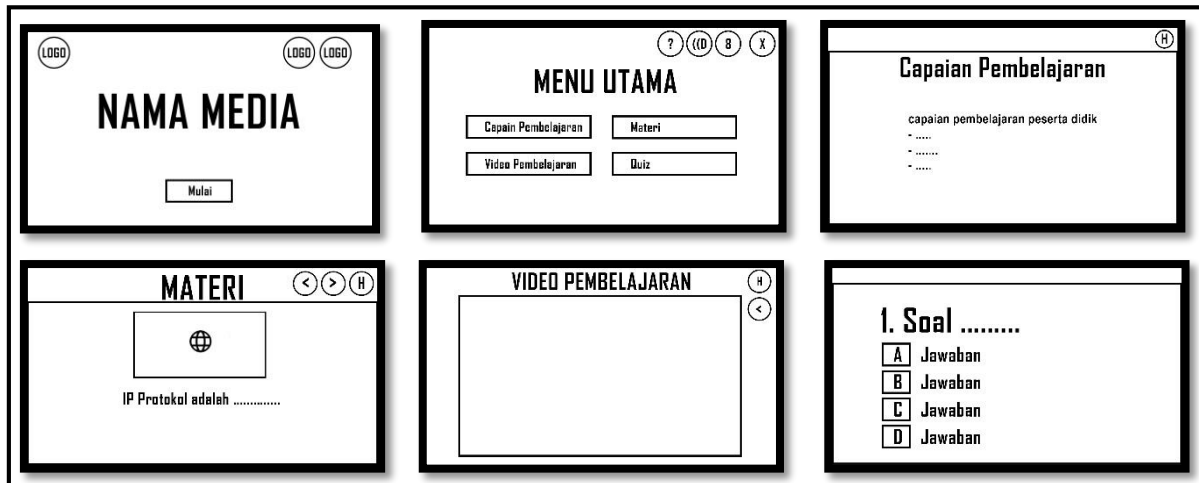 LOGO
LOGO LOGO
NAMA MEDIA
Mulai
? ((D 8 X
MENU UTAMA
Capain Pembelajaran Materi
Video Pembelajaran Quiz
H
Capaian Pembelajaran
capaian pembelajaran peserta didik
- .....
- .......
- .....
MATERI < > H
IP Protokol adalah ..............
VIDEO PEMBELAJARAN H
<
1. Soal .........
A Jawaban
B Jawaban
C Jawaban
D Jawaban